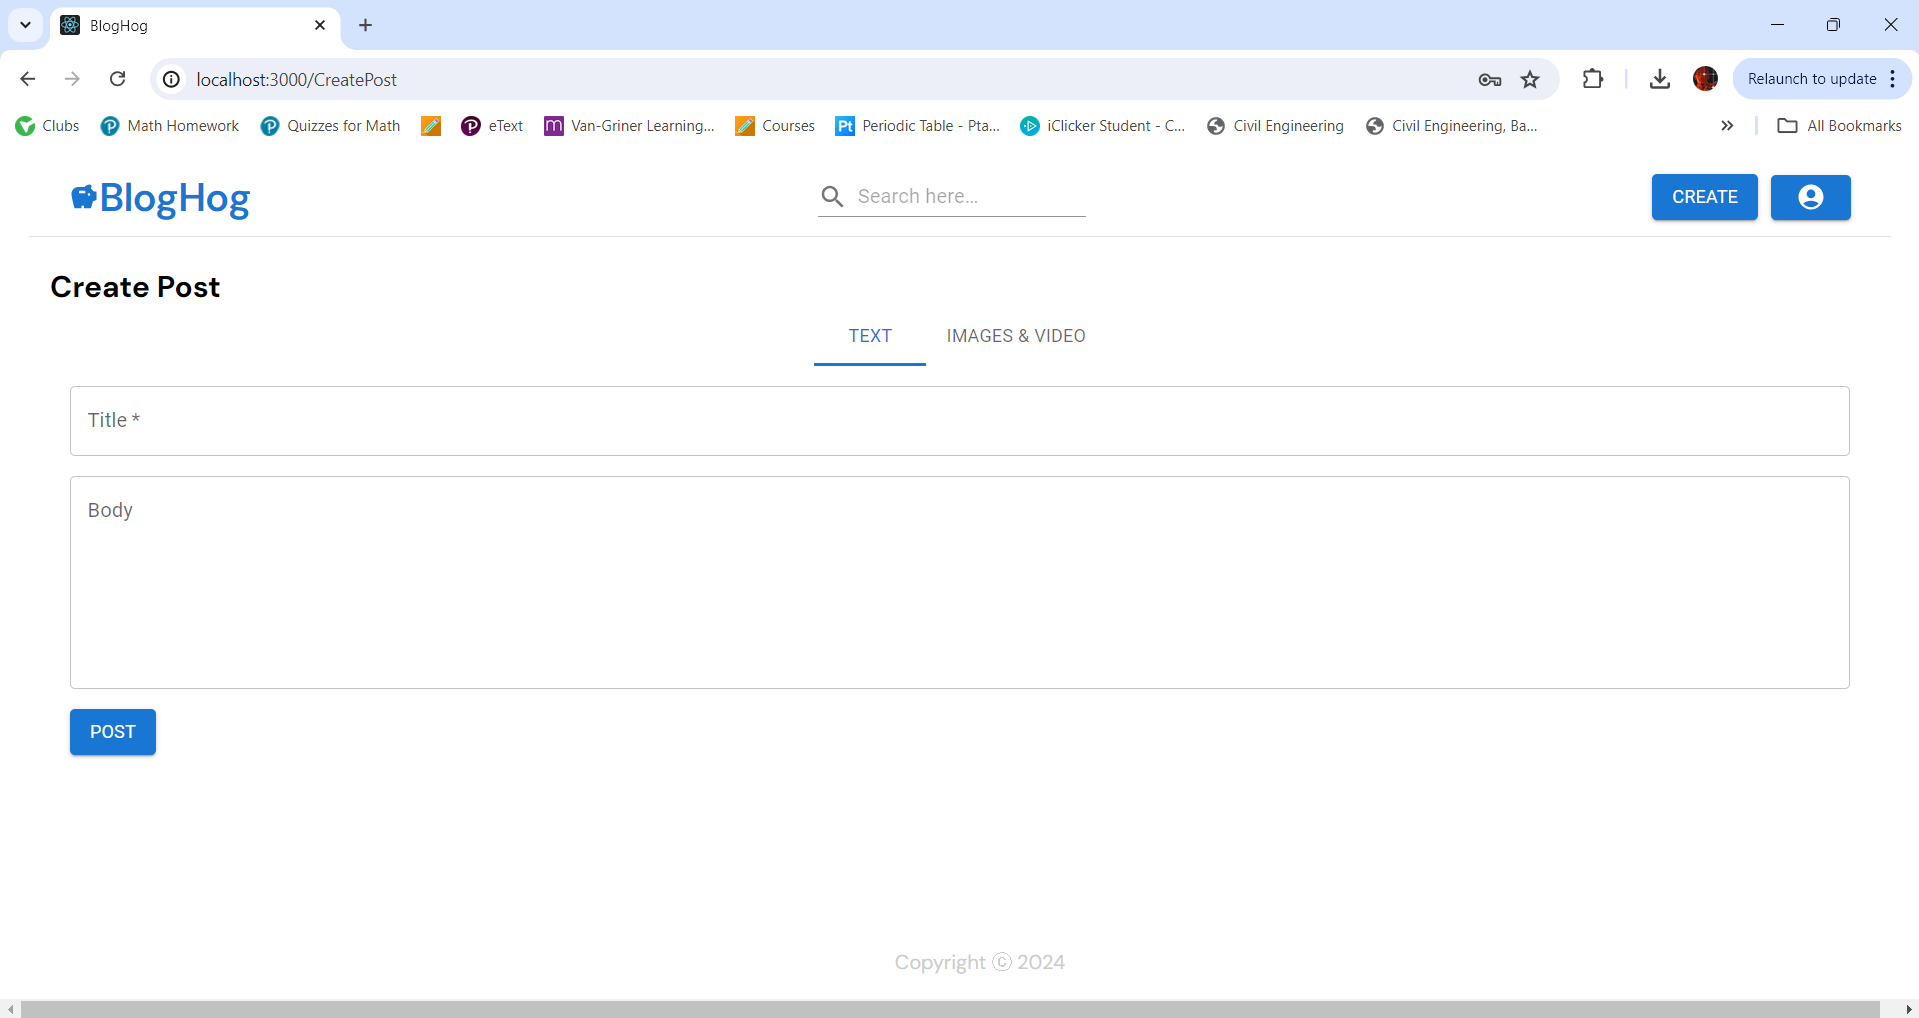 BlogHog
localhost:3000/CreatePost
Relaunch to update
Clubs
Math Homework
Quizzes for Math
eText
m Van-Griner Learning...
Courses
Pt Periodic Table - Pta...
iClicker Student - C...
Civil Engineering
Civil Engineering, Ba...
All Bookmarks
BlogHog
Search here...
CREATE
Create Post
TEXT
IMAGES & VIDEO
Title *
Body
POST
Copyright © 2024